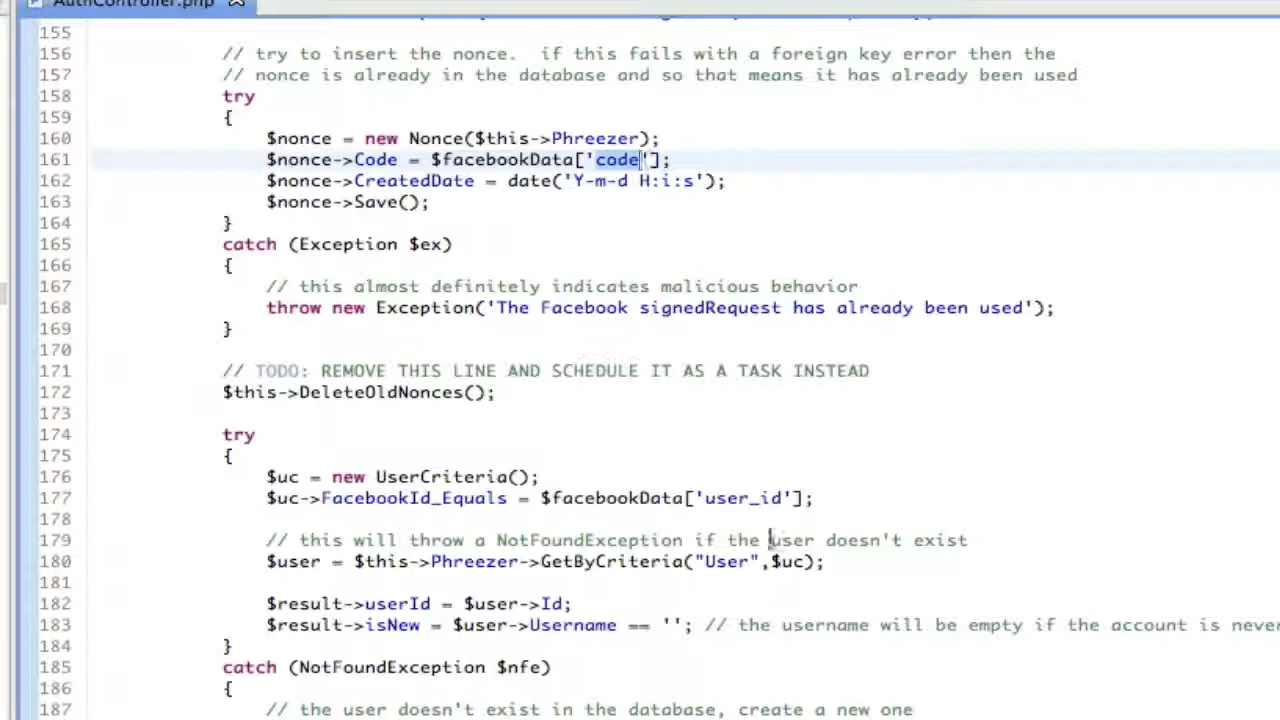 AuthController.php
155
156 // try to insert the nonce.  if this fails with a foreign key error then the
157 // nonce is already in the database and so that means it has already been used
158 try
159 {
160 $nonce = new Nonce($this->Phreezer);
161 $nonce->Code = $facebookData['code'];
162 $nonce->CreatedDate = date('Y-m-d H:i:s');
163 $nonce->Save();
164 }
165 catch (Exception $ex)
166 {
167 // this almost definitely indicates malicious behavior
168 throw new Exception('The Facebook signedRequest has already been used');
169 }
170
171 // TODO: REMOVE THIS LINE AND SCHEDULE IT AS A TASK INSTEAD
172 $this->DeleteOldNonces();
173
174 try
175 {
176 $uc = new UserCriteria();
177 $uc->FacebookId_Equals = $facebookData['user_id'];
178
179 // this will throw a NotFoundException if the user doesn't exist
180 $user = $this->Phreezer->GetByCriteria("User",$uc);
181
182 $result->userId = $user->Id;
183 $result->isNew = $user->Username == ''; // the username will be empty if the account is never
184 }
185 catch (NotFoundException $nfe)
186 {
187 // the user doesn't exist in the database, create a new one